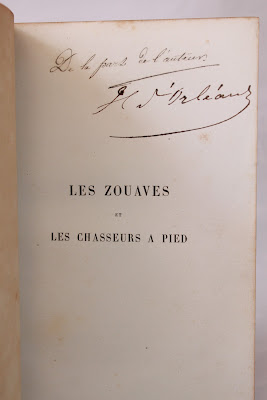 De la part de l'auteur.
H d'Orléans
LES ZOUAVES
ET
LES CHASSEURS A PIED